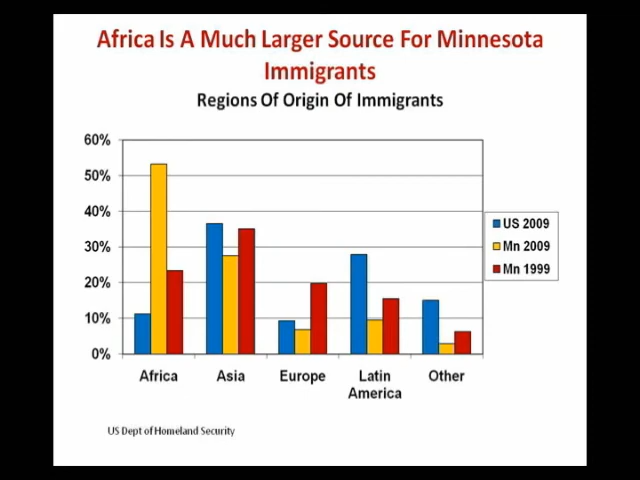 Africa Is A Much Larger Source For Minnesota
Immigrants
Regions Of Origin Of Immigrants
60%
50%
40%
30%
20%
10%
0%
US 2009
Mn 2009
Mn 1999
Africa
Asia
Europe
Latin
America
Other
US Dept of Homeland Security